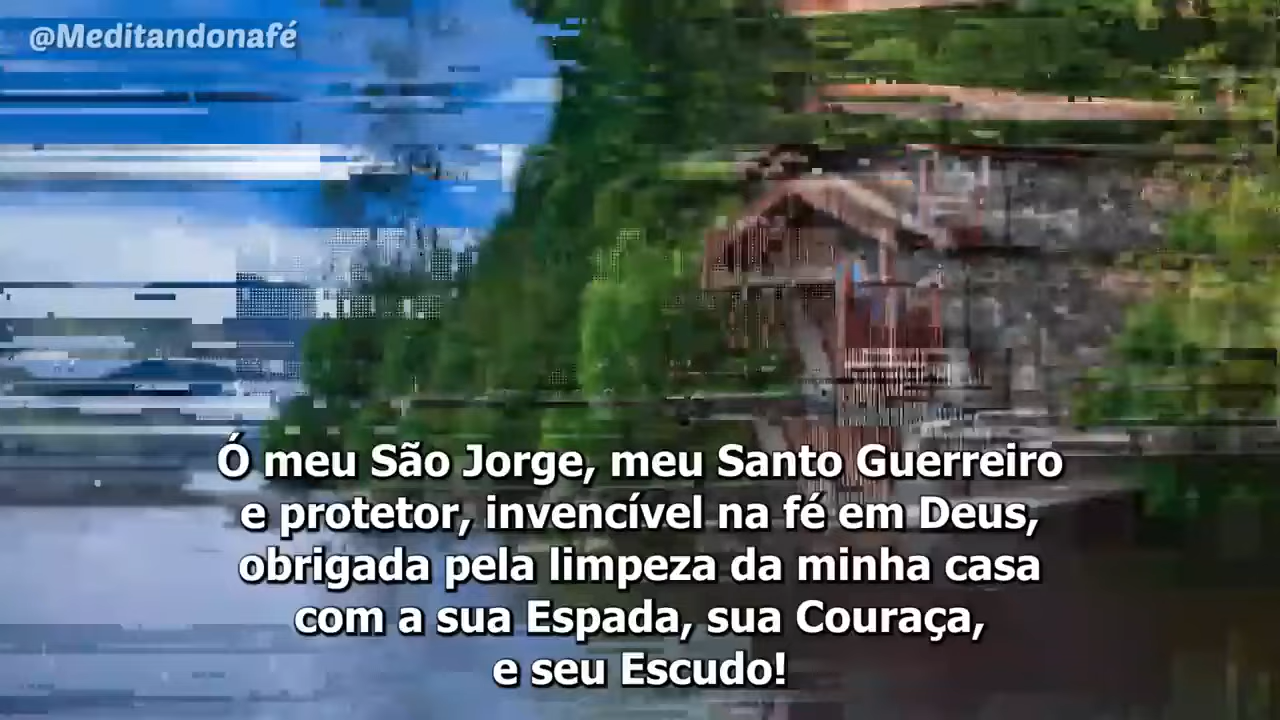 @Meditandonafé
Ó meu São Jorge, meu Santo Guerreiro
e protetor, invencível na fé em Deus,
obrigada pela limpeza da minha casa
com a sua Espada, sua Couraça,
e seu Escudo!